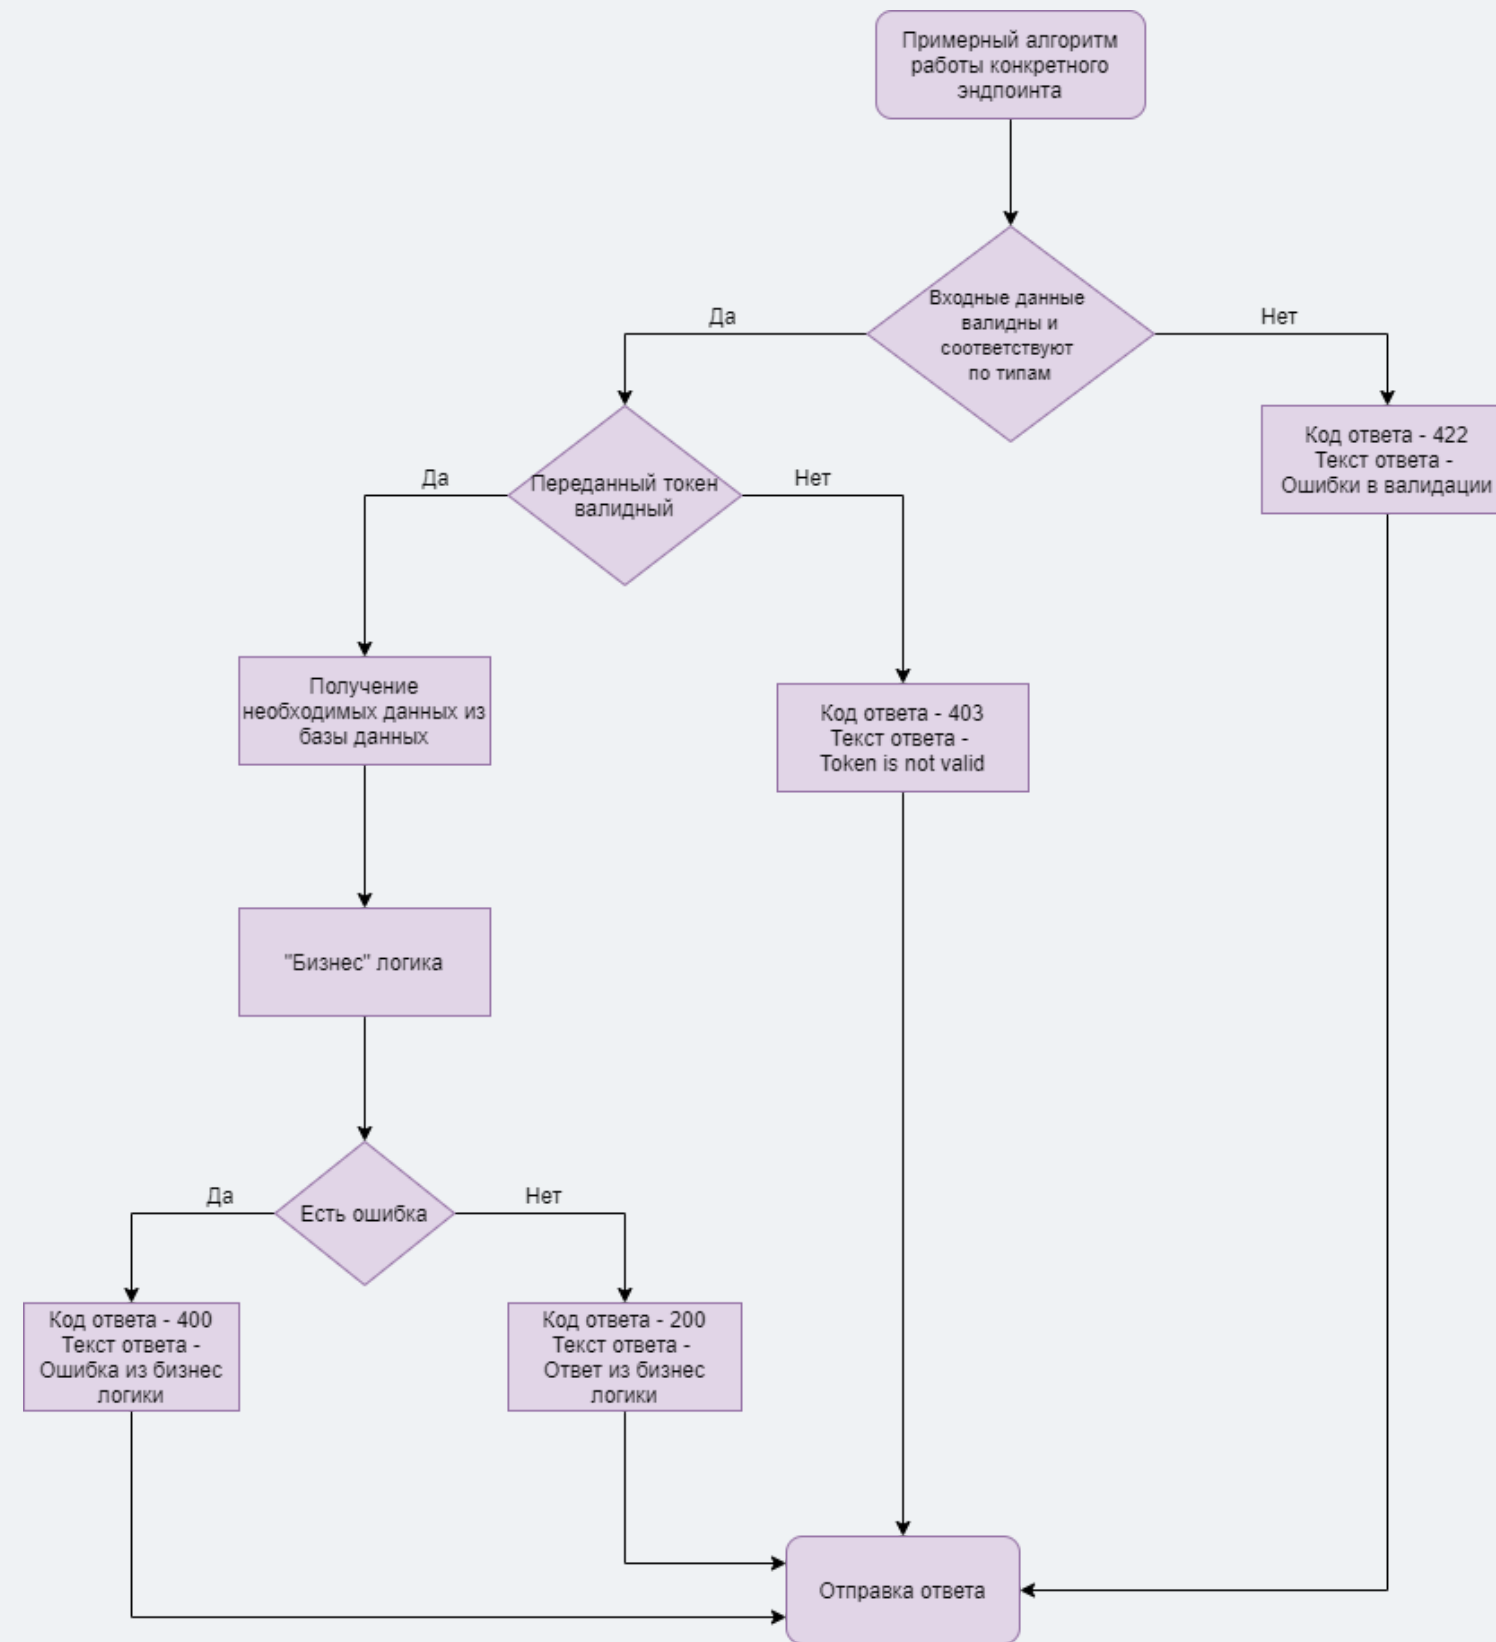 Примерный алгоритм
работы конкретного
эндпоинта
Входные данные
валидны и
соответствуют
по типам
Да
Нет
Код ответа - 422
Текст ответа -
Ошибки в валидации
Переданный токен
валидный
Да
Нет
Получение
необходимых данных из
базы данных
Код ответа - 403
Текст ответа -
Token is not valid
"Бизнес" логика
Есть ошибка
Да
Нет
Код ответа - 400
Текст ответа -
Ошибка из бизнес
логики
Код ответа - 200
Текст ответа -
Ответ из бизнес
логики
Отправка ответа